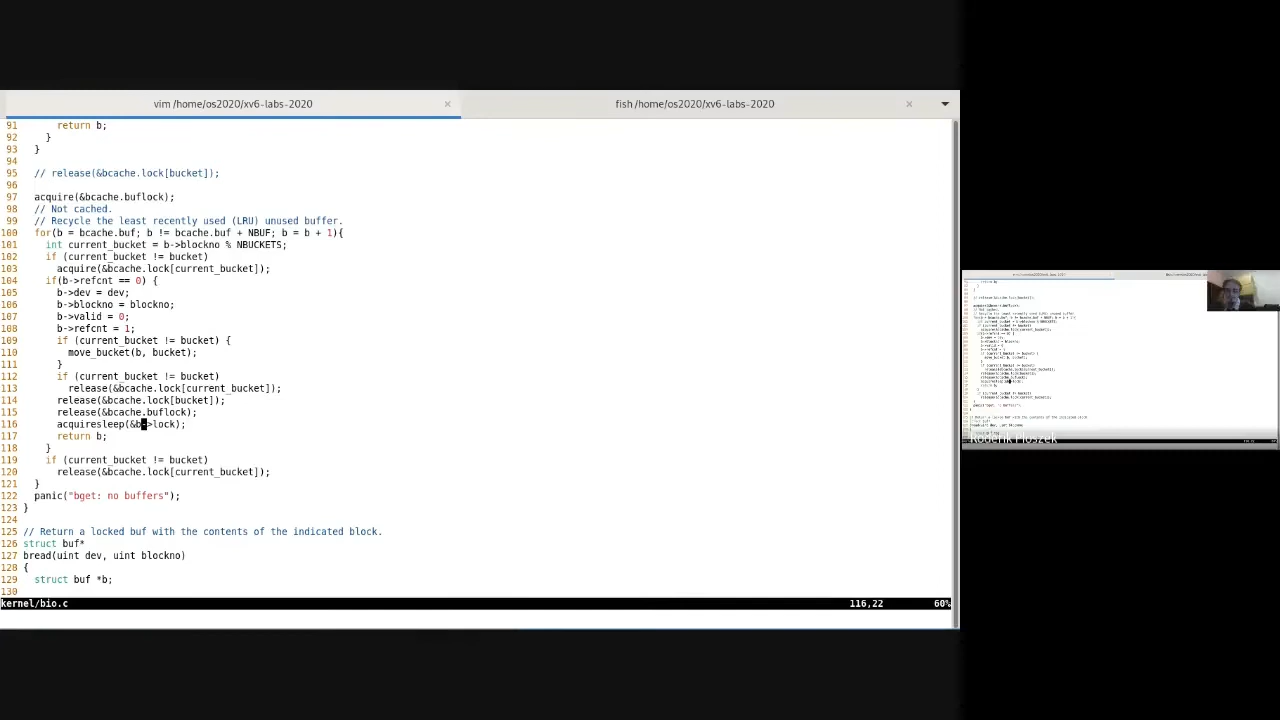 vim /home/os2020/xv6-labs-2020 × fish /home/os2020/xv6-labs-2020 ×
91       return b;
92     }
93   }
94
95   // release(&bcache.lock[bucket]);
96
97   acquire(&bcache.buflock);
98   // Not cached.
99   // Recycle the least recently used (LRU) unused buffer.
100   for(b = bcache.buf; b != bcache.buf + NBUF; b = b + 1){
101     int current_bucket = b->blockno % NBUCKETS;
102     if (current_bucket != bucket)
103       acquire(&bcache.lock[current_bucket]);
104     if(b->refcnt == 0) {
105       b->dev = dev;
106       b->blockno = blockno;
107       b->valid = 0;
108       b->refcnt = 1;
109       if (current_bucket != bucket) {
110         move_bucket(b, bucket);
111       }
112       if (current_bucket != bucket)
113         release(&bcache.lock[current_bucket]);
114       release(&bcache.lock[bucket]);
115       release(&bcache.buflock);
116       acquiresleep(&b->lock);
117       return b;
118     }
119     if (current_bucket != bucket)
120       release(&bcache.lock[current_bucket]);
121   }
122   panic("bget: no buffers");
123 }
124
125 // Return a locked buf with the contents of the indicated block.
126 struct buf*
127 bread(uint dev, uint blockno)
128 {
129   struct buf *b;
130
kernel/bio.c 116,22 60%
Roderik Ploszek